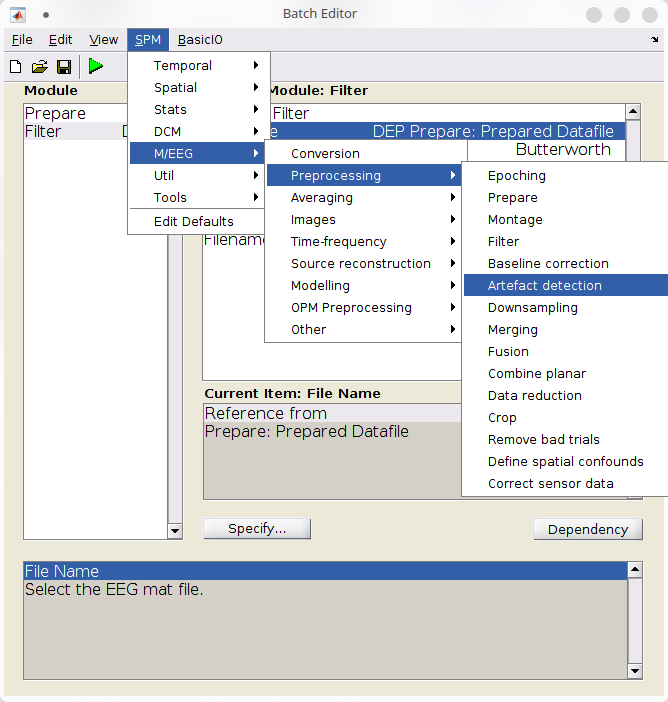 Batch Editor
File Edit View SPM BasicIO
Module
Module: Filter
Prepare
Filter
Filter
DEP Prepare: Prepared Datafile
Butterworth
Filename
Temporal
Spatial
Stats
DCM
M/EEG
Util
Tools
Edit Defaults
Conversion
Preprocessing
Averaging
Images
Time-frequency
Source reconstruction
Modelling
OPM Preprocessing
Other
Epoching
Prepare
Montage
Filter
Baseline correction
Artefact detection
Downsampling
Merging
Fusion
Combine planar
Data reduction
Crop
Remove bad trials
Define spatial confounds
Correct sensor data
Current Item: File Name
Reference from
Prepare: Prepared Datafile
Specify...
Dependency
File Name
Select the EEG mat file.